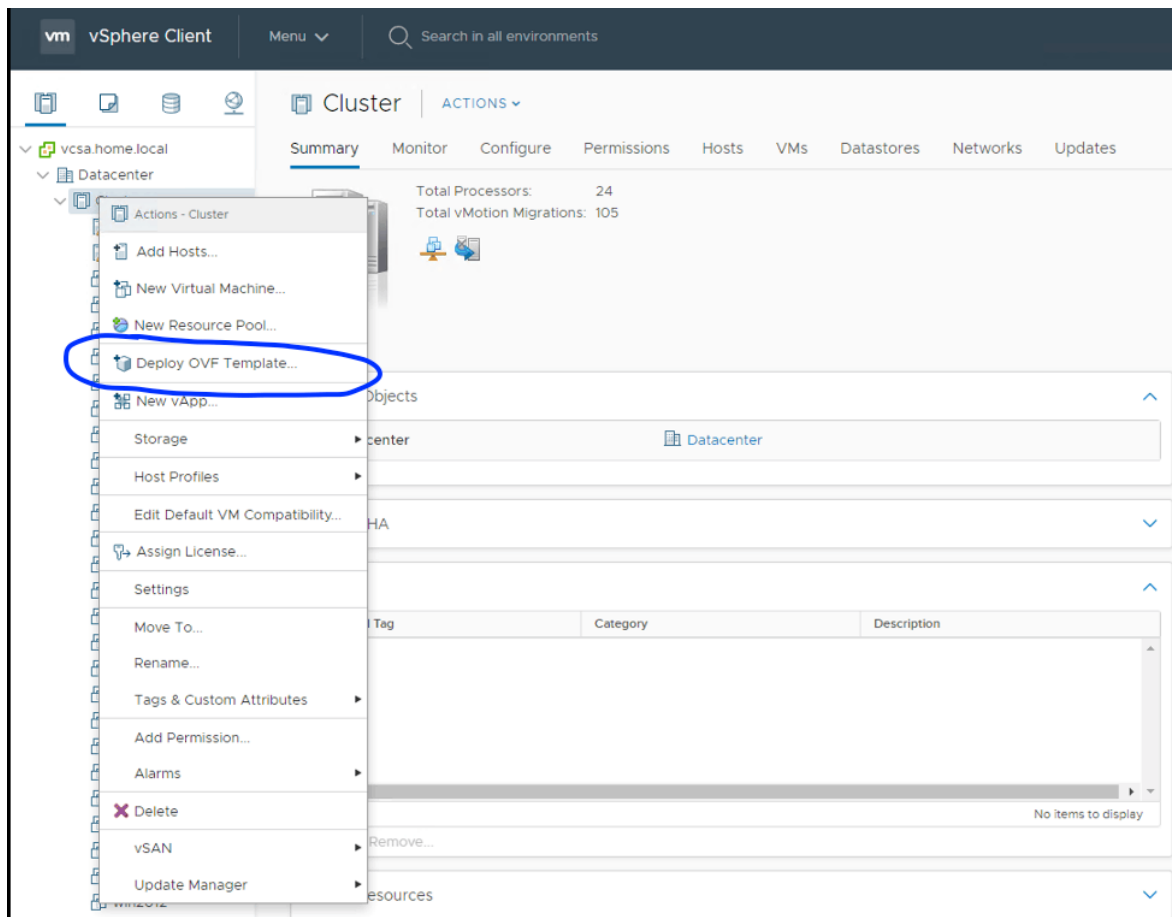 vm vSphere Client Menu Search in all environments
Cluster ACTIONS
vcsa.home.local
Datacenter
Summary Monitor Configure Permissions Hosts VMs Datastores Networks Updates
Total Processors: 24
Total vMotion Migrations: 105
Actions - Cluster
Add Hosts...
New Virtual Machine...
New Resource Pool...
Deploy OVF Template...
New vApp...
Storage
Host Profiles
Edit Default VM Compatibility...
Assign License...
Settings
Move To...
Rename...
Tags & Custom Attributes
Add Permission...
Alarms
Delete
vSAN
Update Manager
win2012
Objects
center Datacenter
HA
Tag Category Description
No items to display
Remove...
esources